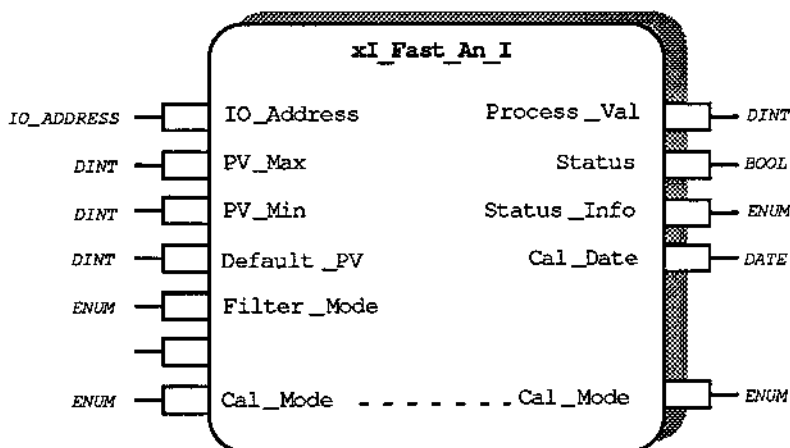 xI_Fast_An_I
IO_ADDRESS IO_Address Process_Val DINT
DINT PV_Max Status BOOL
DINT PV_Min Status_Info ENUM
DINT Default_PV Cal_Date DATE
ENUM Filter_Mode
ENUM Cal_Mode - - - - - - - Cal_Mode ENUM